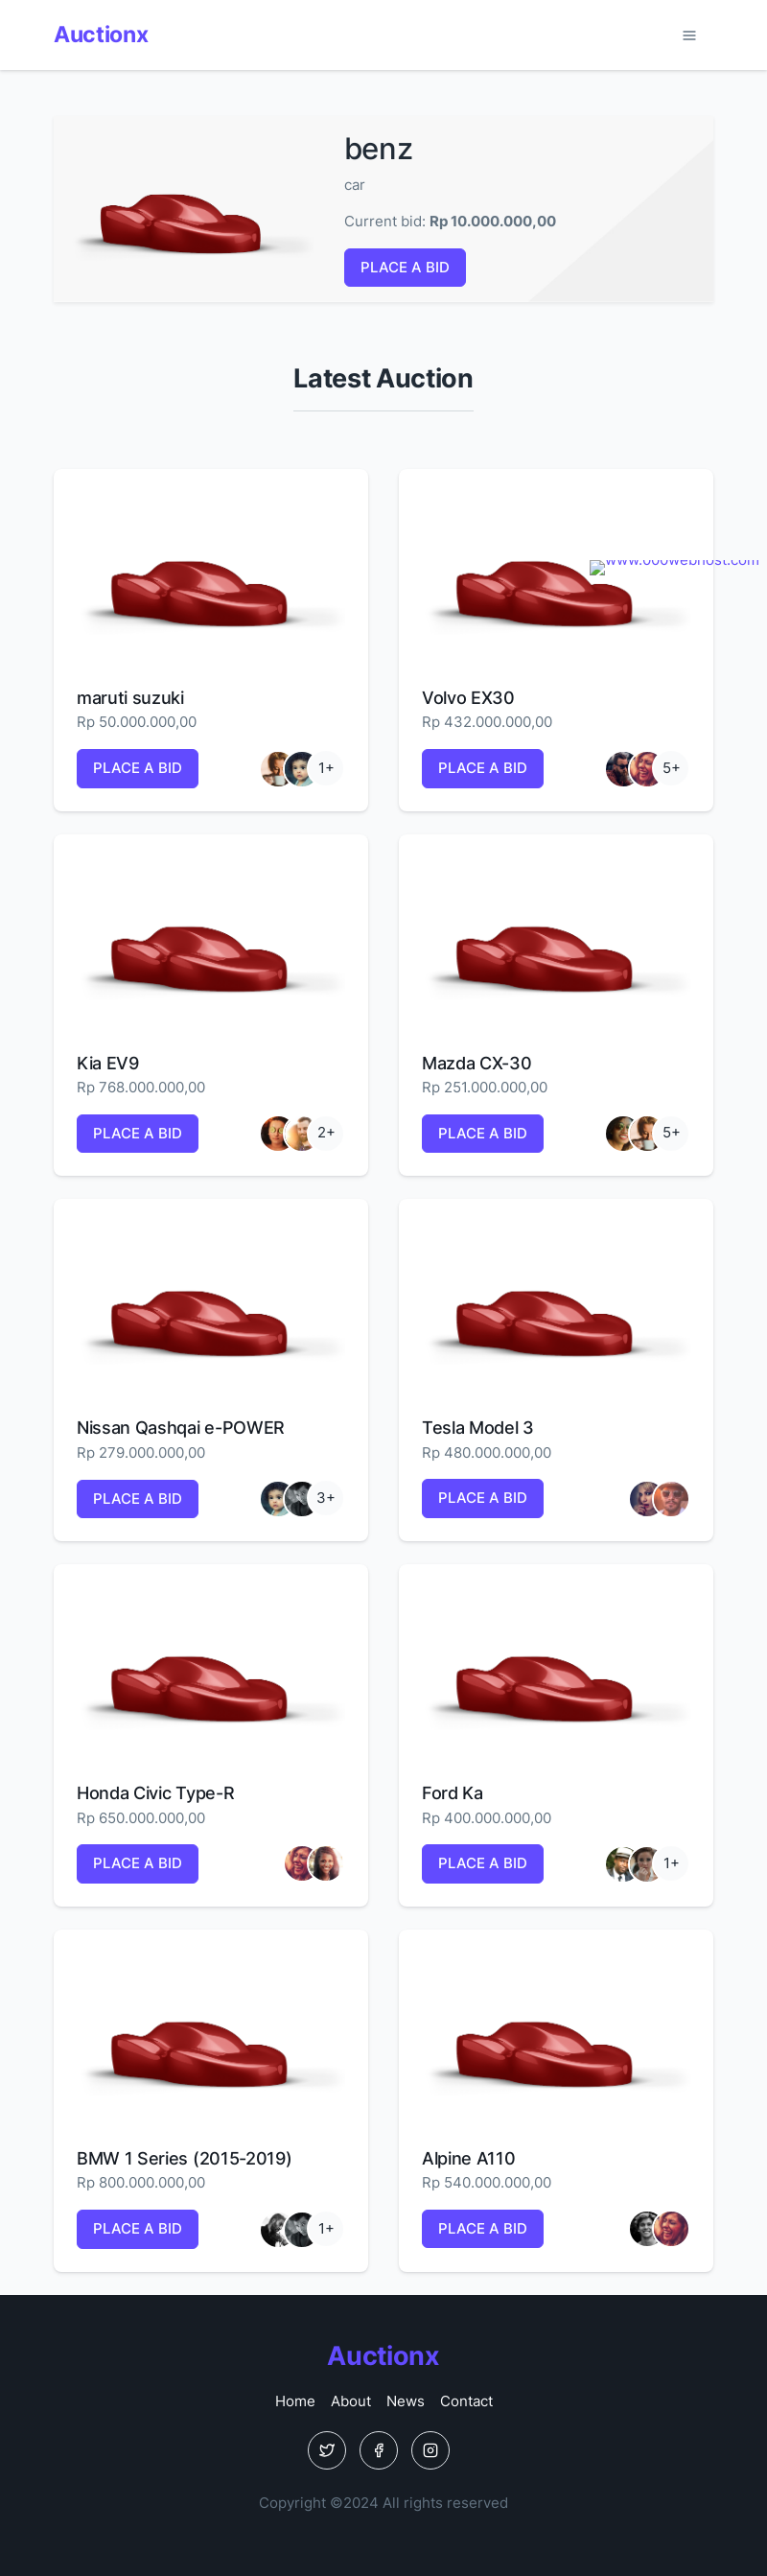 Auctionx
benz
car
Current bid: Rp 10.000.000,00
PLACE A BID
Latest Auction
www.000webhost.com
maruti suzuki
Rp 50.000.000,00
PLACE A BID
1+
Volvo EX30
Rp 432.000.000,00
PLACE A BID
5+
Kia EV9
Rp 768.000.000,00
PLACE A BID
2+
Mazda CX-30
Rp 251.000.000,00
PLACE A BID
5+
Nissan Qashqai e-POWER
Rp 279.000.000,00
PLACE A BID
3+
Tesla Model 3
Rp 480.000.000,00
PLACE A BID
Honda Civic Type-R
Rp 650.000.000,00
PLACE A BID
Ford Ka
Rp 400.000.000,00
PLACE A BID
1+
BMW 1 Series (2015-2019)
Rp 800.000.000,00
PLACE A BID
1+
Alpine A110
Rp 540.000.000,00
PLACE A BID
Auctionx
Home About News Contact
Copyright ©2024 All rights reserved